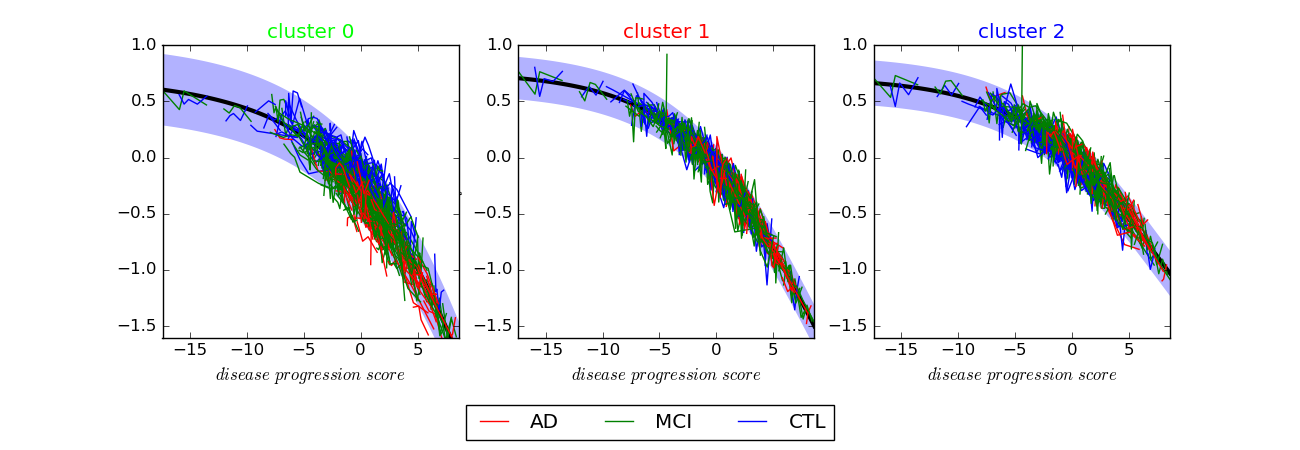 cluster 0 cluster 1 cluster 2
1.0 1.0 1.0
0.5 0.5 0.5
0.0 0.0 0.0
−0.5 −0.5 −0.5
−1.0 −1.0 −1.0
−1.5 −1.5 −1.5
−15 −10 −5 0 5 −15 −10 −5 0 5 −15 −10 −5 0 5
disease progression score disease progression score disease progression score
AD MCI CTL